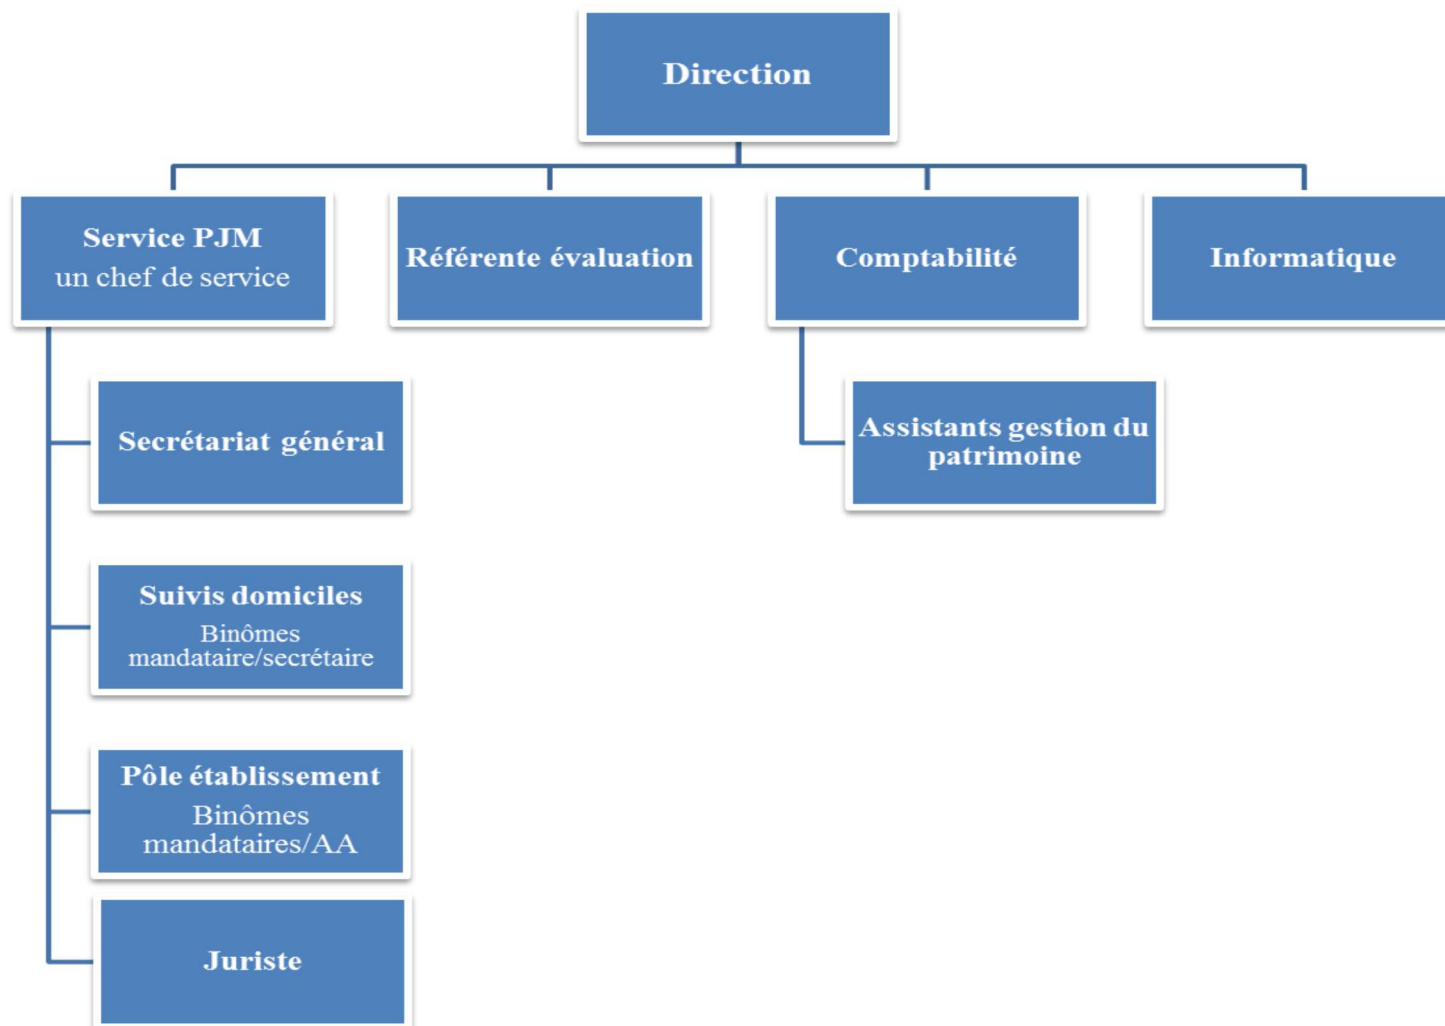 Direction
Service PJM
un chef de service
Référente évaluation
Comptabilité
Informatique
Secrétariat général
Assistants gestion du
patrimoine
Suivis domiciles
Binômes
mandataire/secrétaire
Pôle établissement
Binômes
mandataires/AA
Juriste